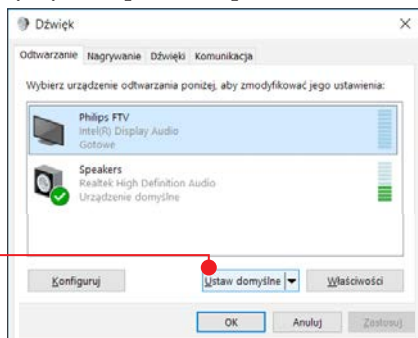 Dźwięk
Odtwarzanie Nagrywanie Dźwięki Komunikacja
Wybierz urządzenie odtwarzania poniżej, aby zmodyfikować jego ustawienia:
Philips FTV
Intel(R) Display Audio
Gotowe
Speakers
Realtek High Definition Audio
Urządzenie domyślne
Konfiguruj Ustaw domyślne Właściwości
OK Anuluj Zastosuj